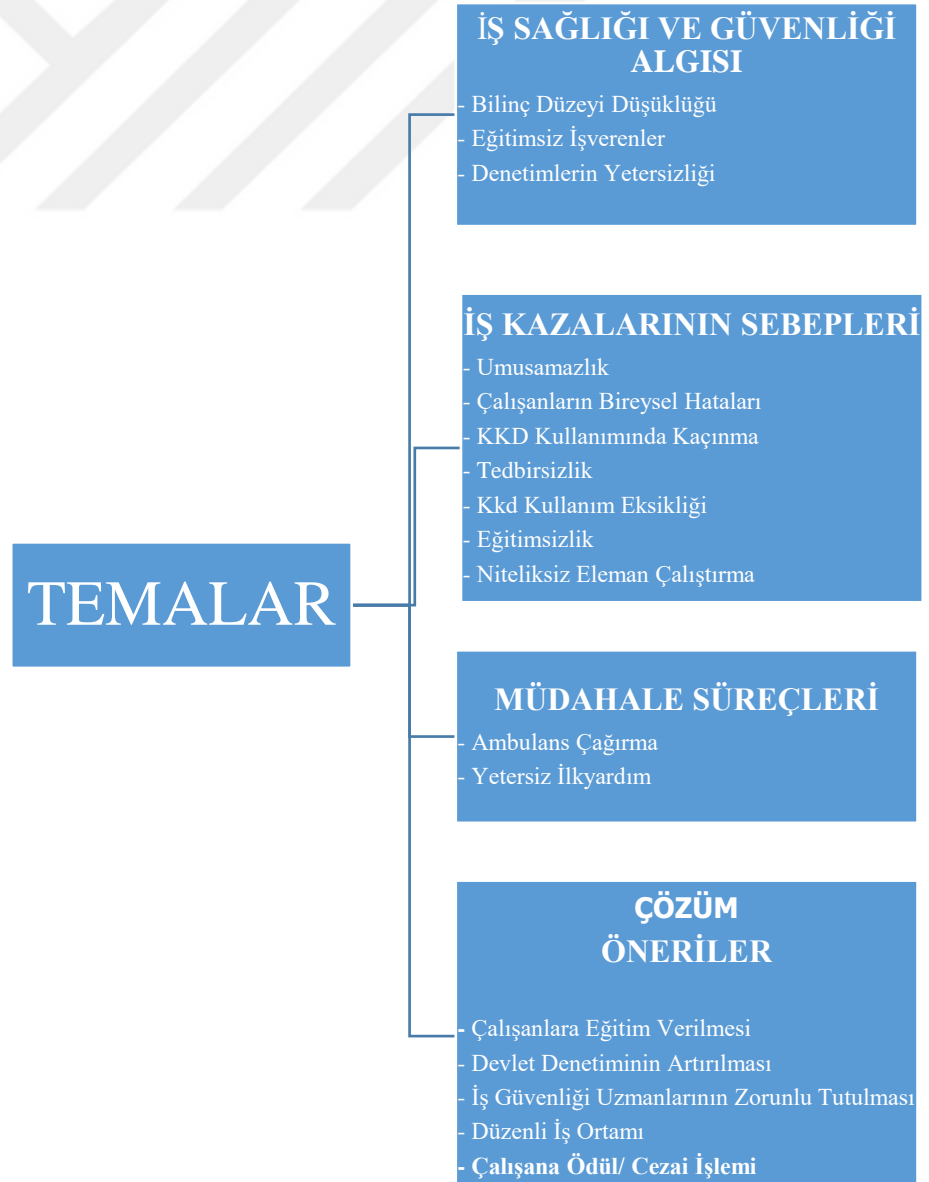 İŞ SAĞLIĞI VE GÜVENLİĞİ
ALGISI
- Bilinç Düzeyi Düşüklüğü
- Eğitimsiz İşverenler
- Denetimlerin Yetersizliği
İŞ KAZALARININ SEBEPLERİ
- Umusamazlık
- Çalışanların Bireysel Hataları
- KKD Kullanımında Kaçınma
- Tedbirsizlik
- Kkd Kullanım Eksikliği
- Eğitimsizlik
- Niteliksiz Eleman Çalıştırma
TEMALAR
MÜDAHALE SÜREÇLERİ
- Ambulans Çağırma
- Yetersiz İlkyardım
ÇÖZÜM
ÖNERİLER
- Çalışanlara Eğitim Verilmesi
- Devlet Denetiminin Artırılması
- İş Güvenliği Uzmanlarının Zorunlu Tutulması
- Düzenli İş Ortamı
- Çalışana Ödül/ Cezai İşlemi